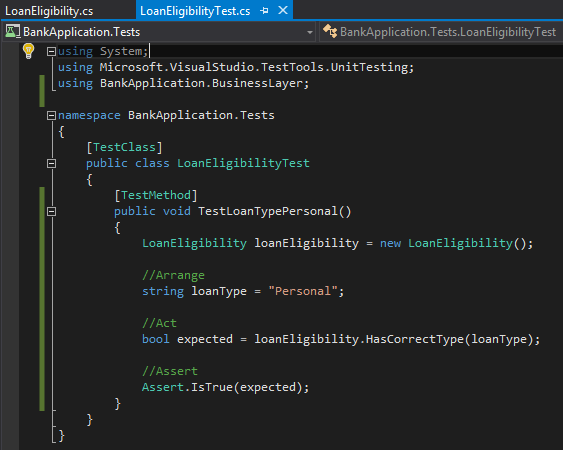 LoanEligibility.cs LoanEligibilityTest.cs
BankApplication.Tests BankApplication.Tests.LoanEligibilityTest
using System;
using Microsoft.VisualStudio.TestTools.UnitTesting;
using BankApplication.BusinessLayer;
namespace BankApplication.Tests
{
[TestClass]
public class LoanEligibilityTest
{
[TestMethod]
public void TestLoanTypePersonal()
{
LoanEligibility loanEligibility = new LoanEligibility();
//Arrange
string loanType = "Personal";
//Act
bool expected = loanEligibility.HasCorrectType(loanType);
//Assert
Assert.IsTrue(expected);
}
}
}